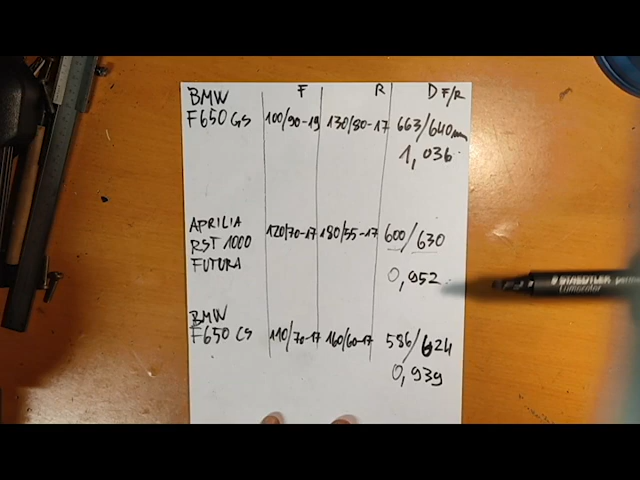 F R D F/R
BMW
F650 GS 100/90-19 130/80-17 663/640mm
1,036
APRILIA
RST 1000 120/70-17 180/55-17 600/630
FUTURA
0,952
BMW
F650 CS 110/70-17 160/60-17 586/624
0,939
STAEDTLER
Lumocolor